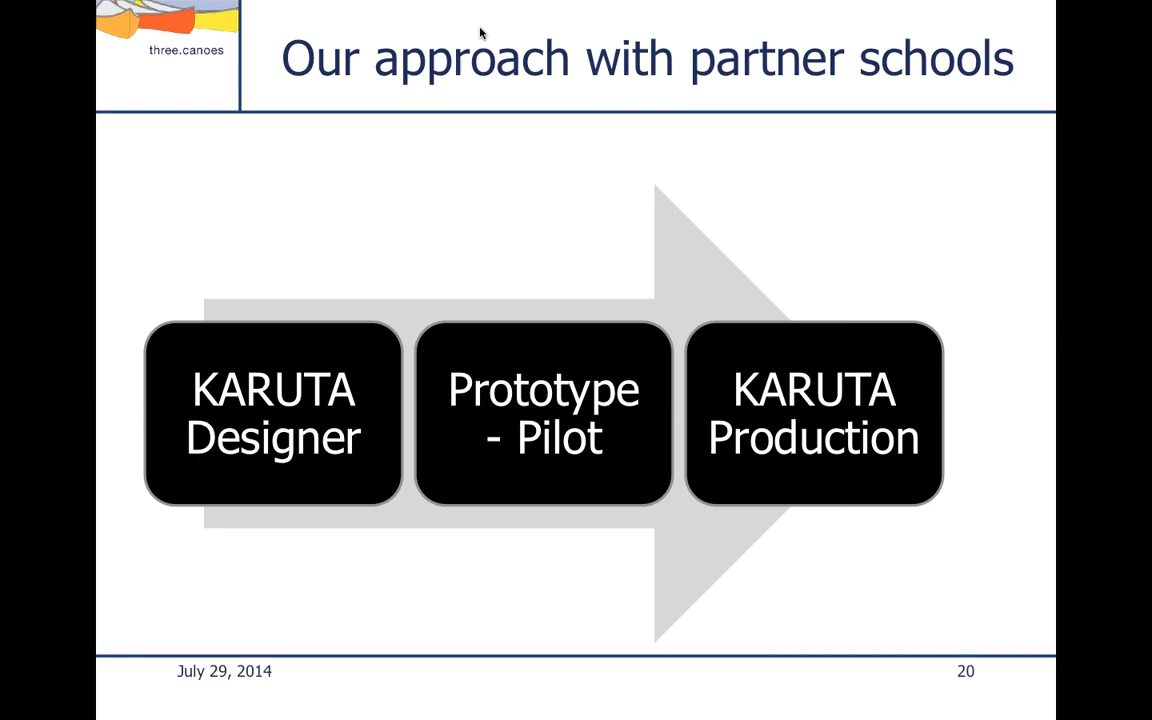 three.canoes
Our approach with partner schools
KARUTA
Designer
Prototype
- Pilot
KARUTA
Production
July 29, 2014
20